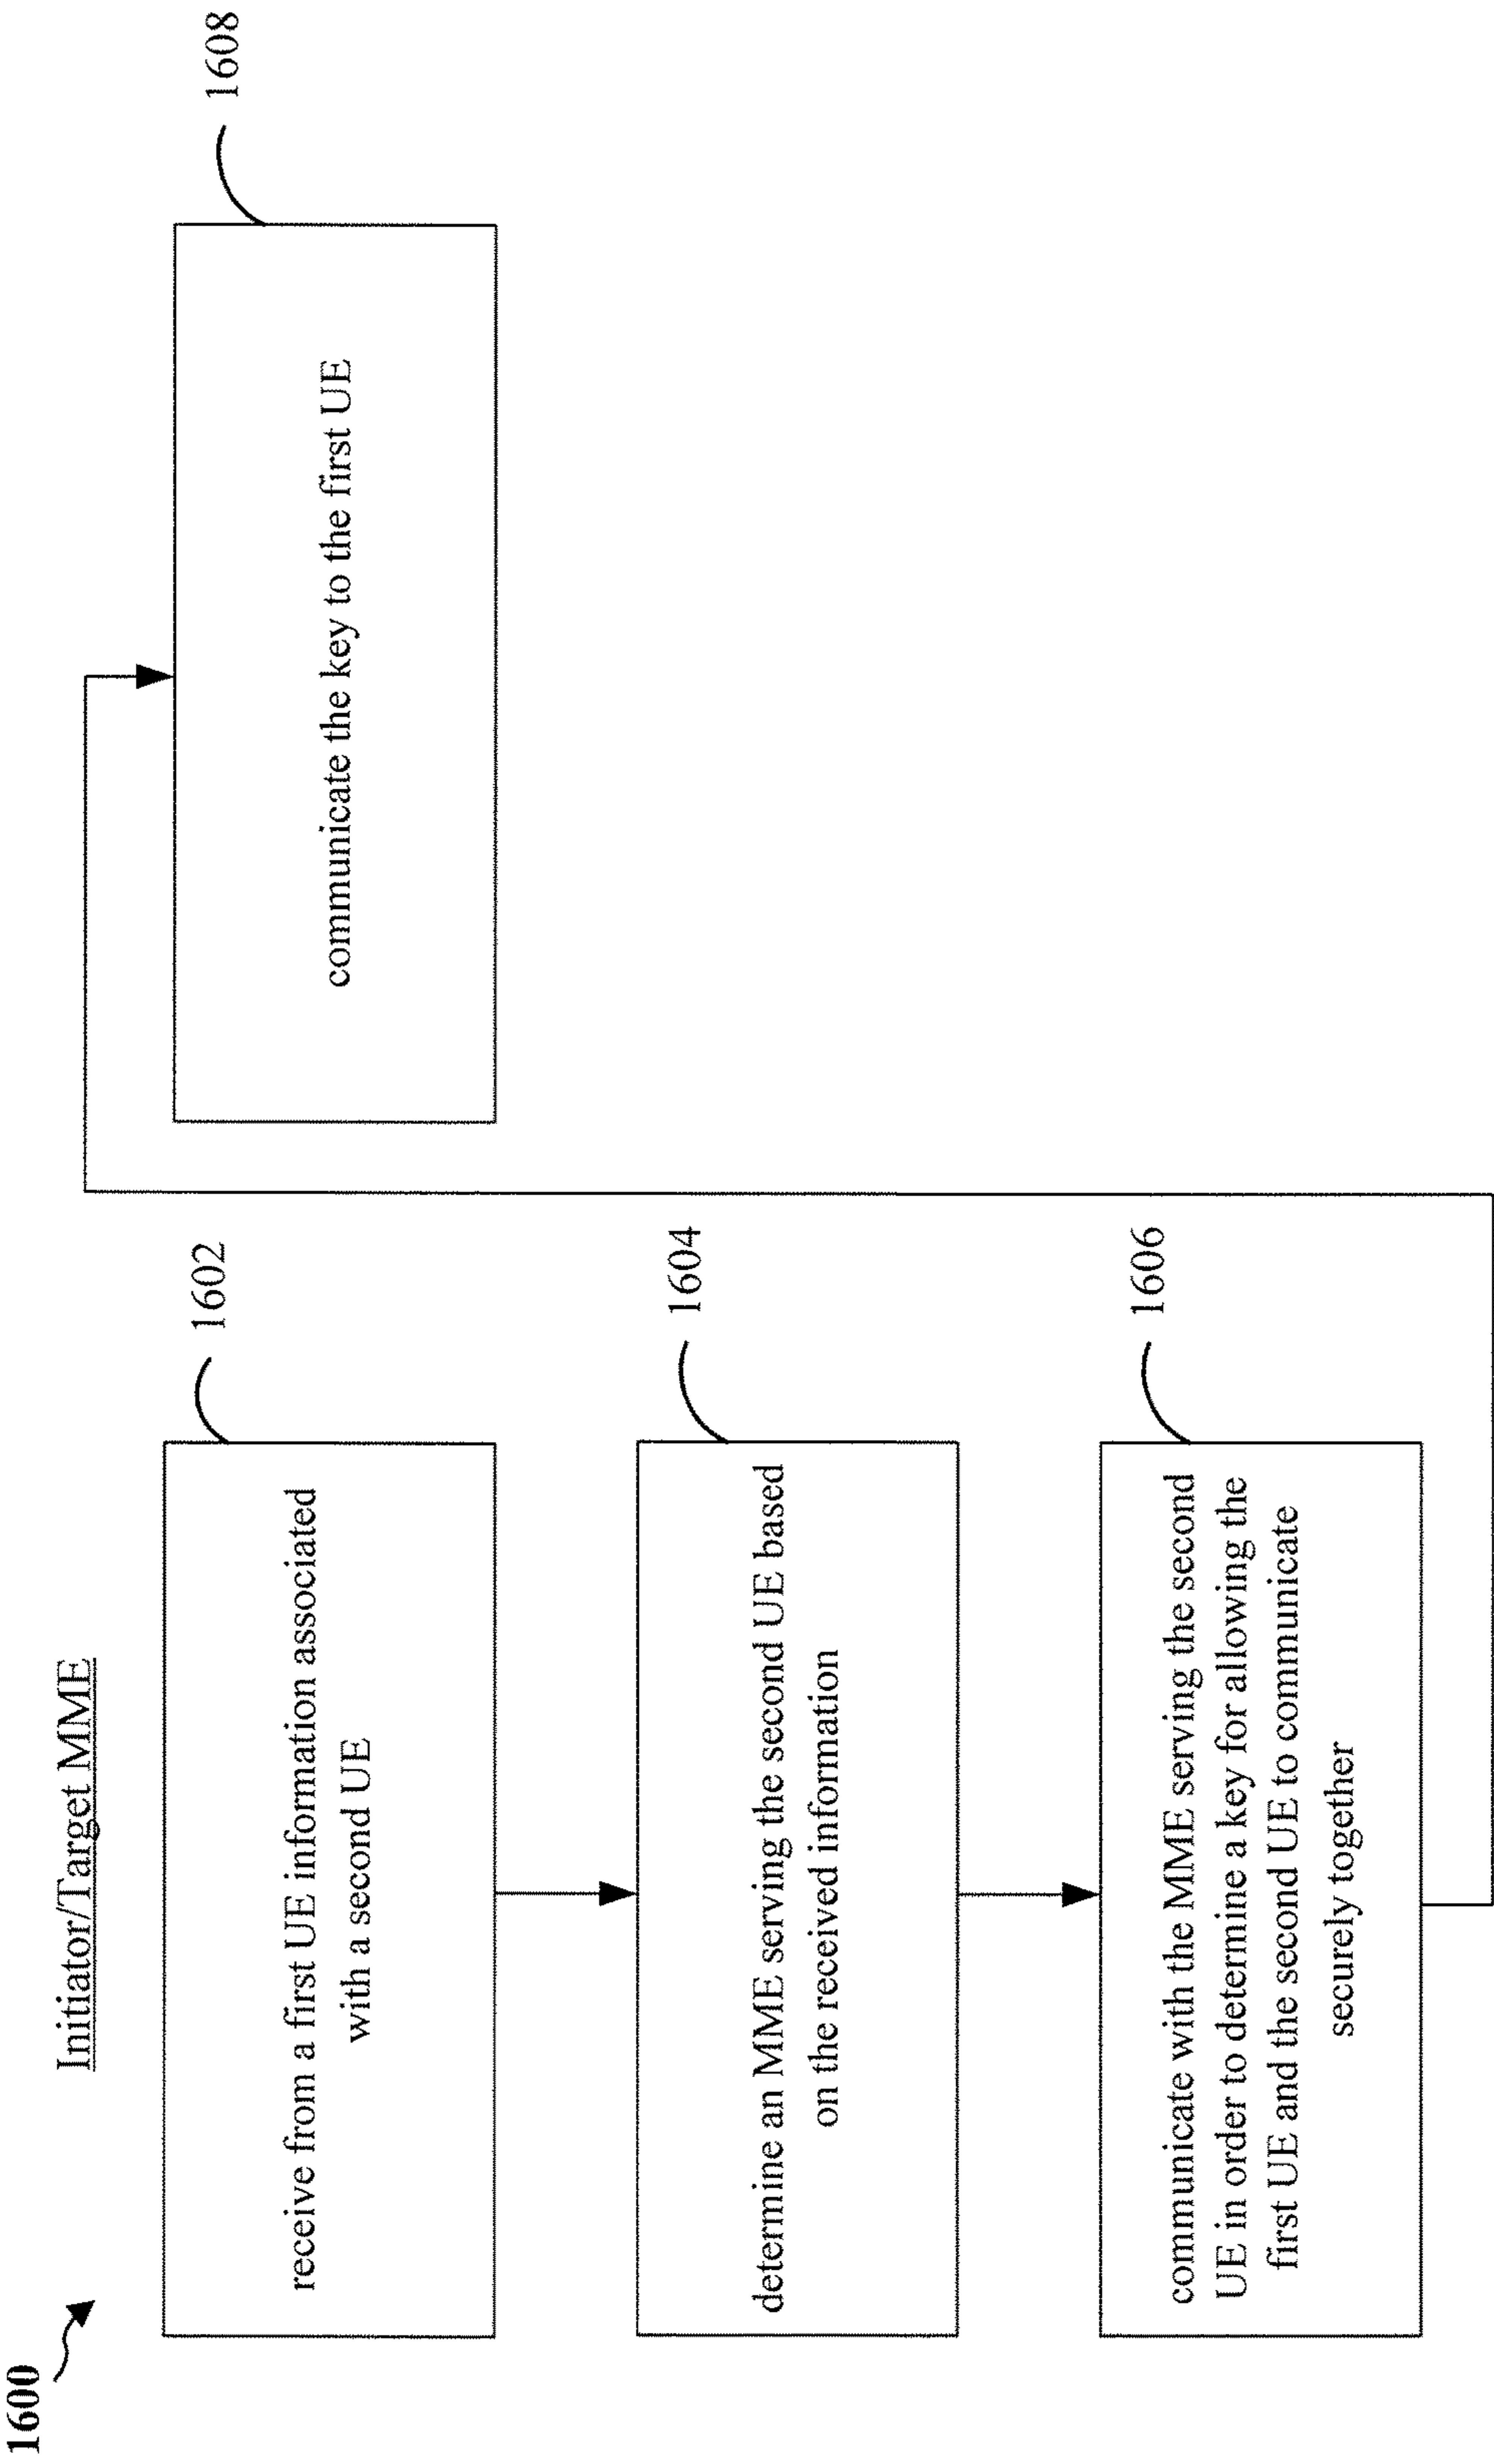 1600
Initiator/Target MME
1602
receive from a first UE information associated
with a second UE
1604
determine an MME serving the second UE based
on the received information
1606
communicate with the MME serving the second
UE in order to determine a key for allowing the
first UE and the second UE to communicate
securely together
1608
communicate the key to the first UE